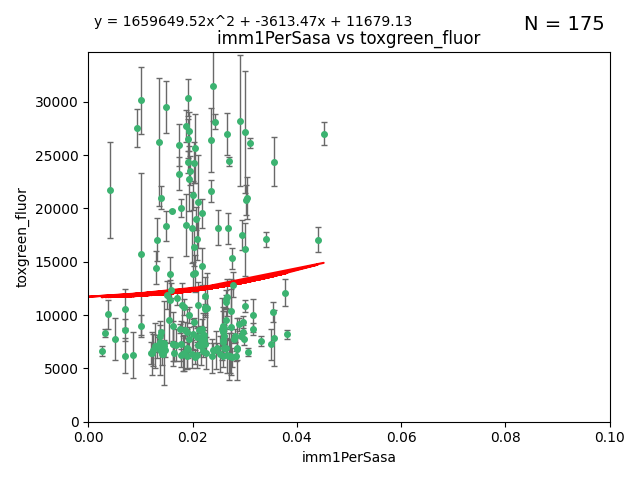 y = 1659649.52x^2 + -3613.47x + 11679.13
N = 175
imm1PerSasa vs toxgreen_fluor
toxgreen_fluor
30000
25000
20000
15000
10000
5000
0
0.00 0.02 0.04 0.06 0.08 0.10
imm1PerSasa